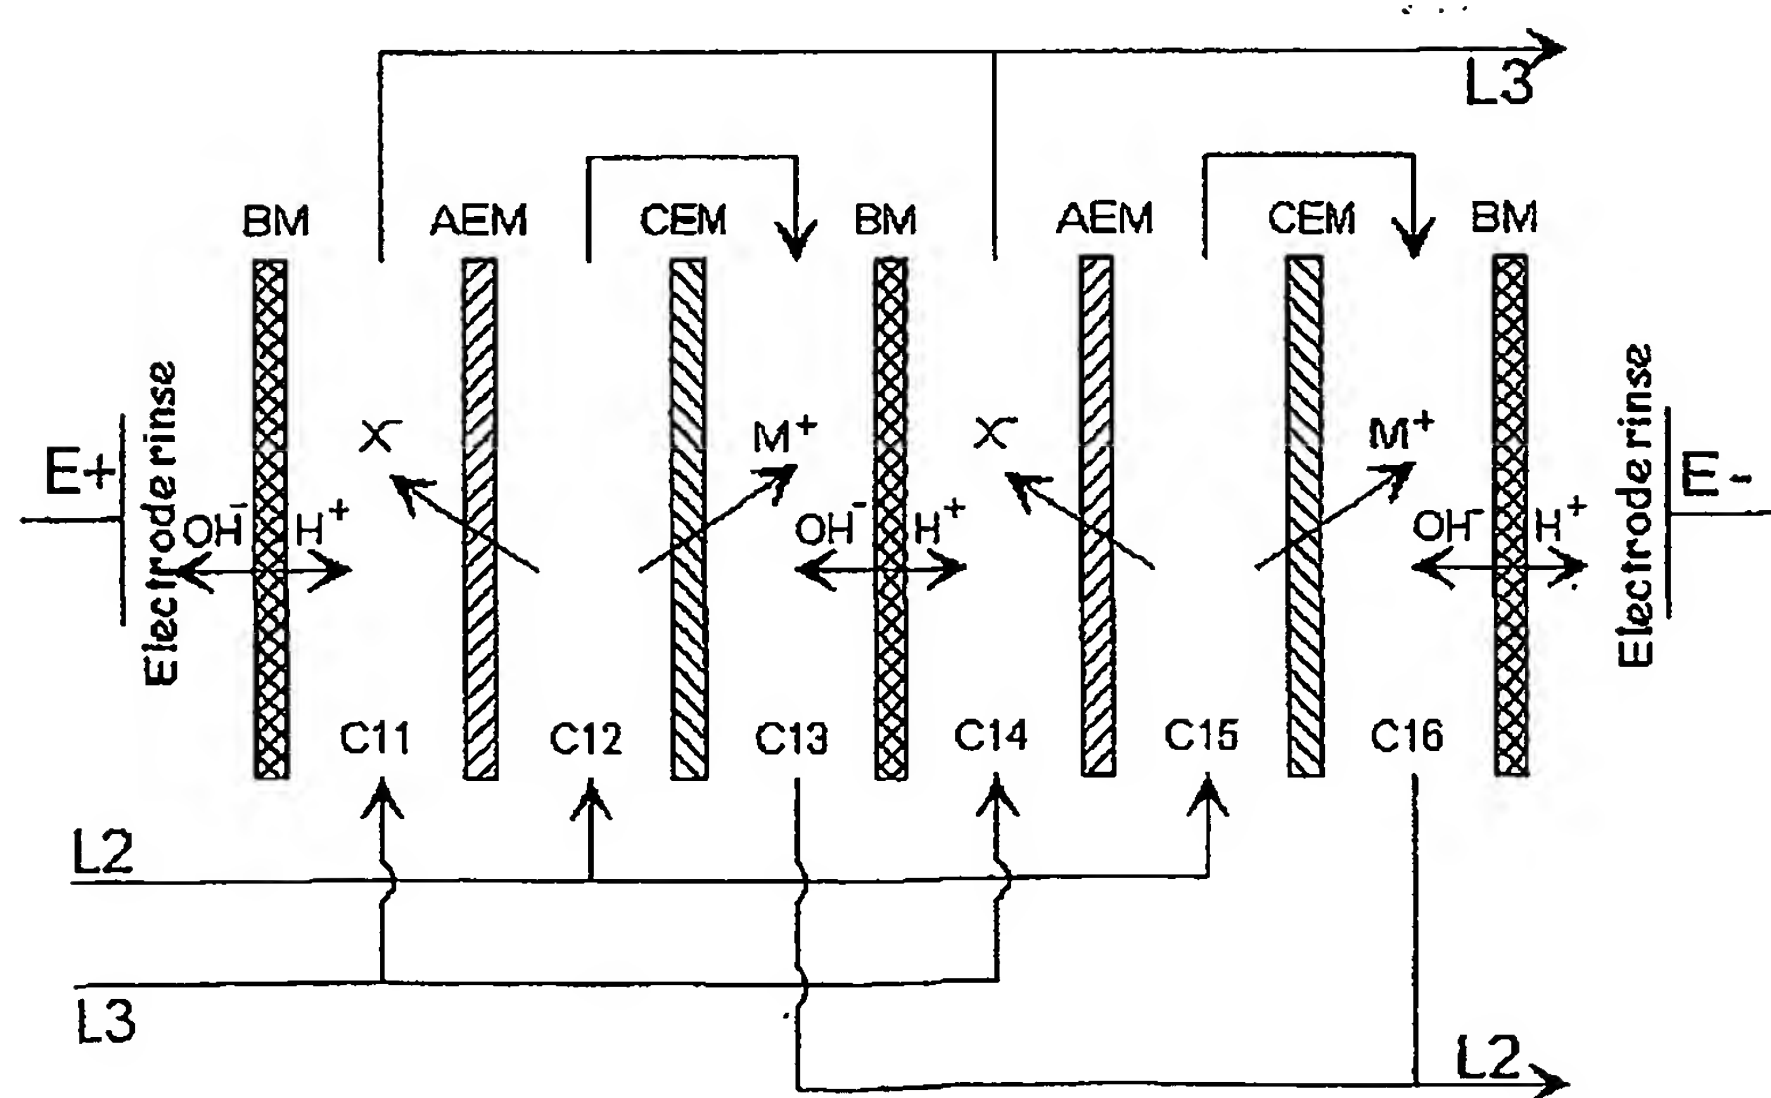 L3
BM AEM CEM BM AEM CEM BM
X⁻ M⁺ X⁻ M⁺
E+ Electrode rinse OH⁻ H⁺ OH⁻ H⁺ OH⁻ H⁺ Electrode rinse E-
C11 C12 C13 C14 C15 C16
L2
L3
L2